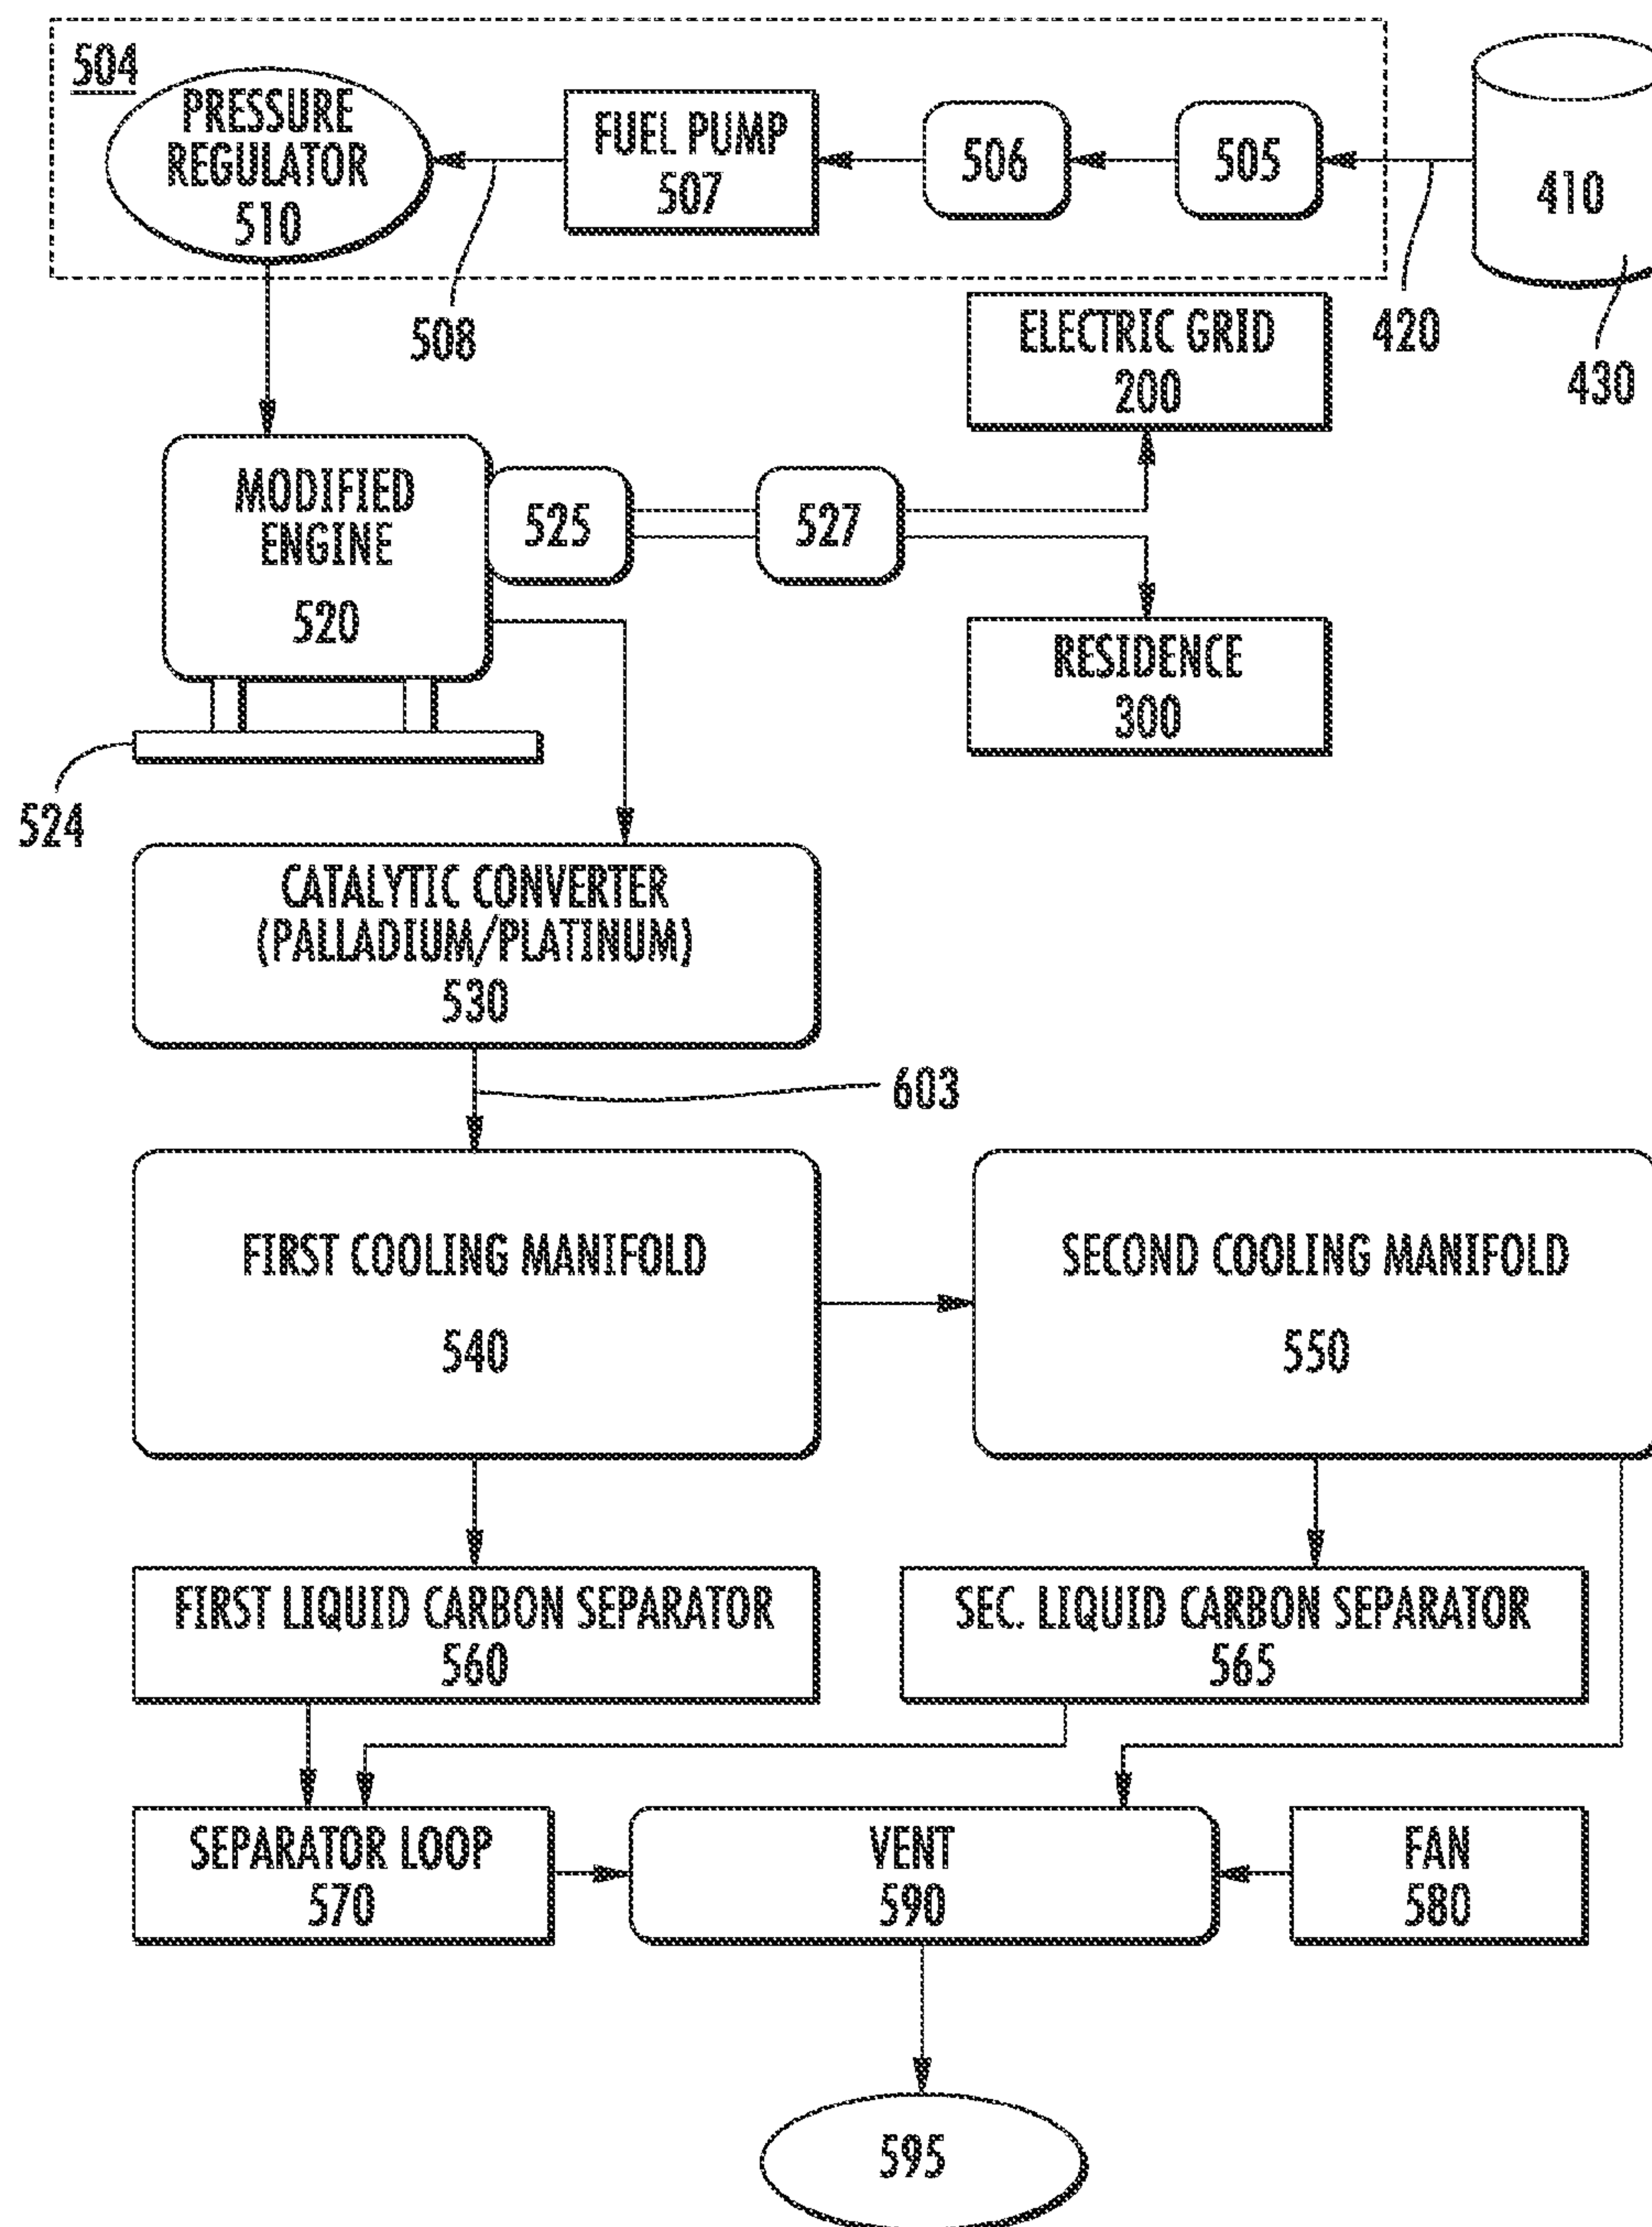 504
PRESSURE
REGULATOR
510
FUEL PUMP
507
506
505
410
508
420
430
ELECTRIC GRID
200
MODIFIED
ENGINE
520
525
527
RESIDENCE
300
524
CATALYTIC CONVERTER
(PALLADIUM/PLATINUM)
530
603
FIRST COOLING MANIFOLD
540
SECOND COOLING MANIFOLD
550
FIRST LIQUID CARBON SEPARATOR
560
SEC. LIQUID CARBON SEPARATOR
565
SEPARATOR LOOP
570
VENT
590
FAN
580
595